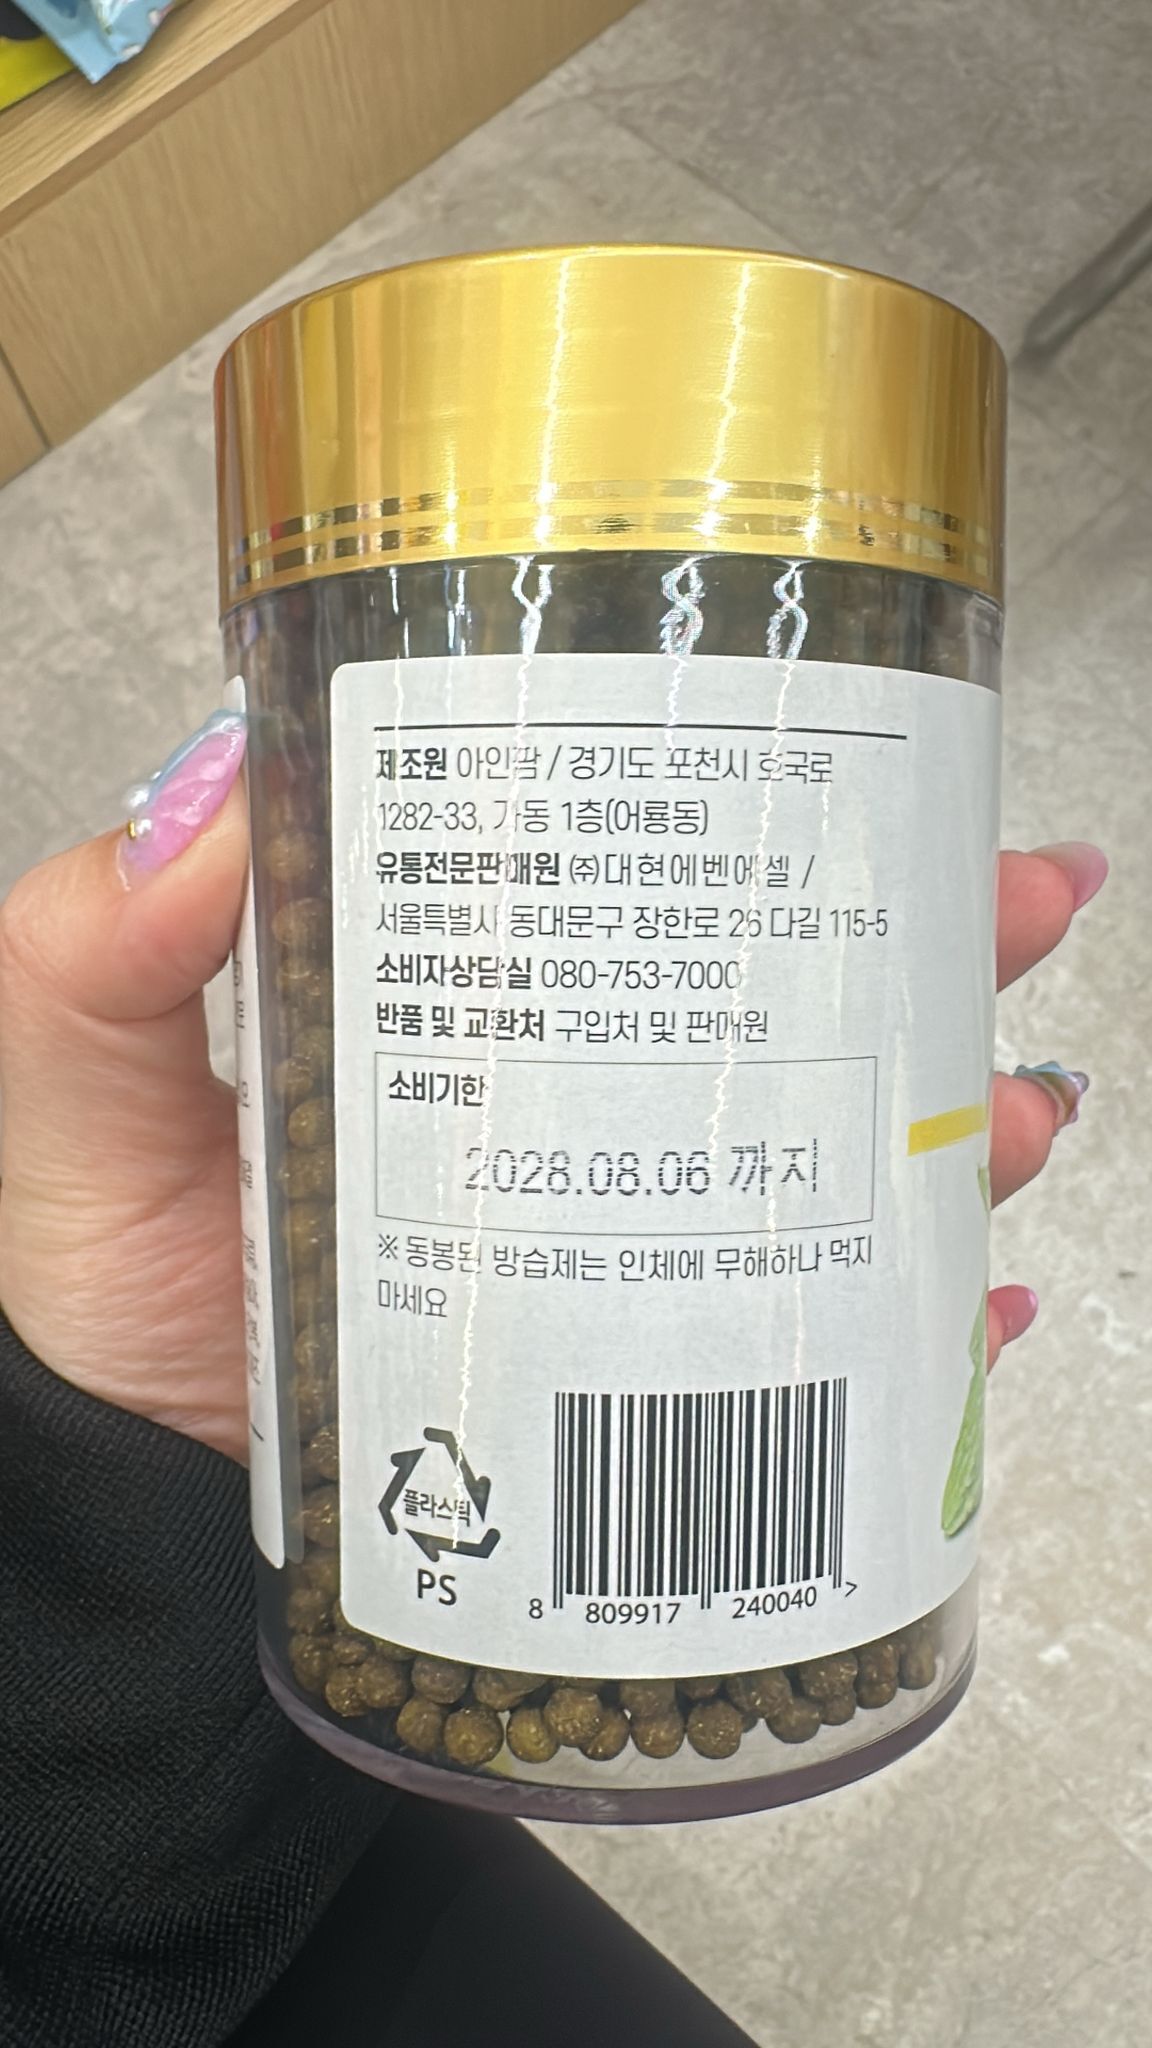 제조원 아인팜 / 경기도 포천시 호국로
1282-33, 가동 1층(어룡동)
유통전문판매원 ㈜대현에벤에셀 /
서울특별시 동대문구 장한로 26 다길 115-5
소비자상담실 080-753-7000
반품 및 교환처 구입처 및 판매원
소비기한
2028.08.06 까지
※ 동봉된 방습제는 인체에 무해하나 먹지
마세요
플라스틱
PS
8 809917 240040 >